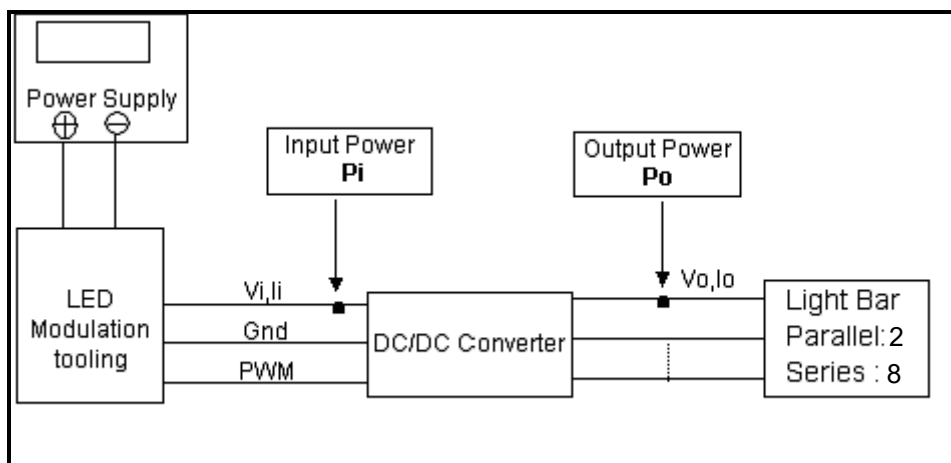 Power Supply
Input Power
Pi
Output Power
Po
LED
Modulation
tooling
Vi,Ii
Gnd
PWM
DC/DC Converter
Vo,Io
Light Bar
Parallel: 2
Series : 8